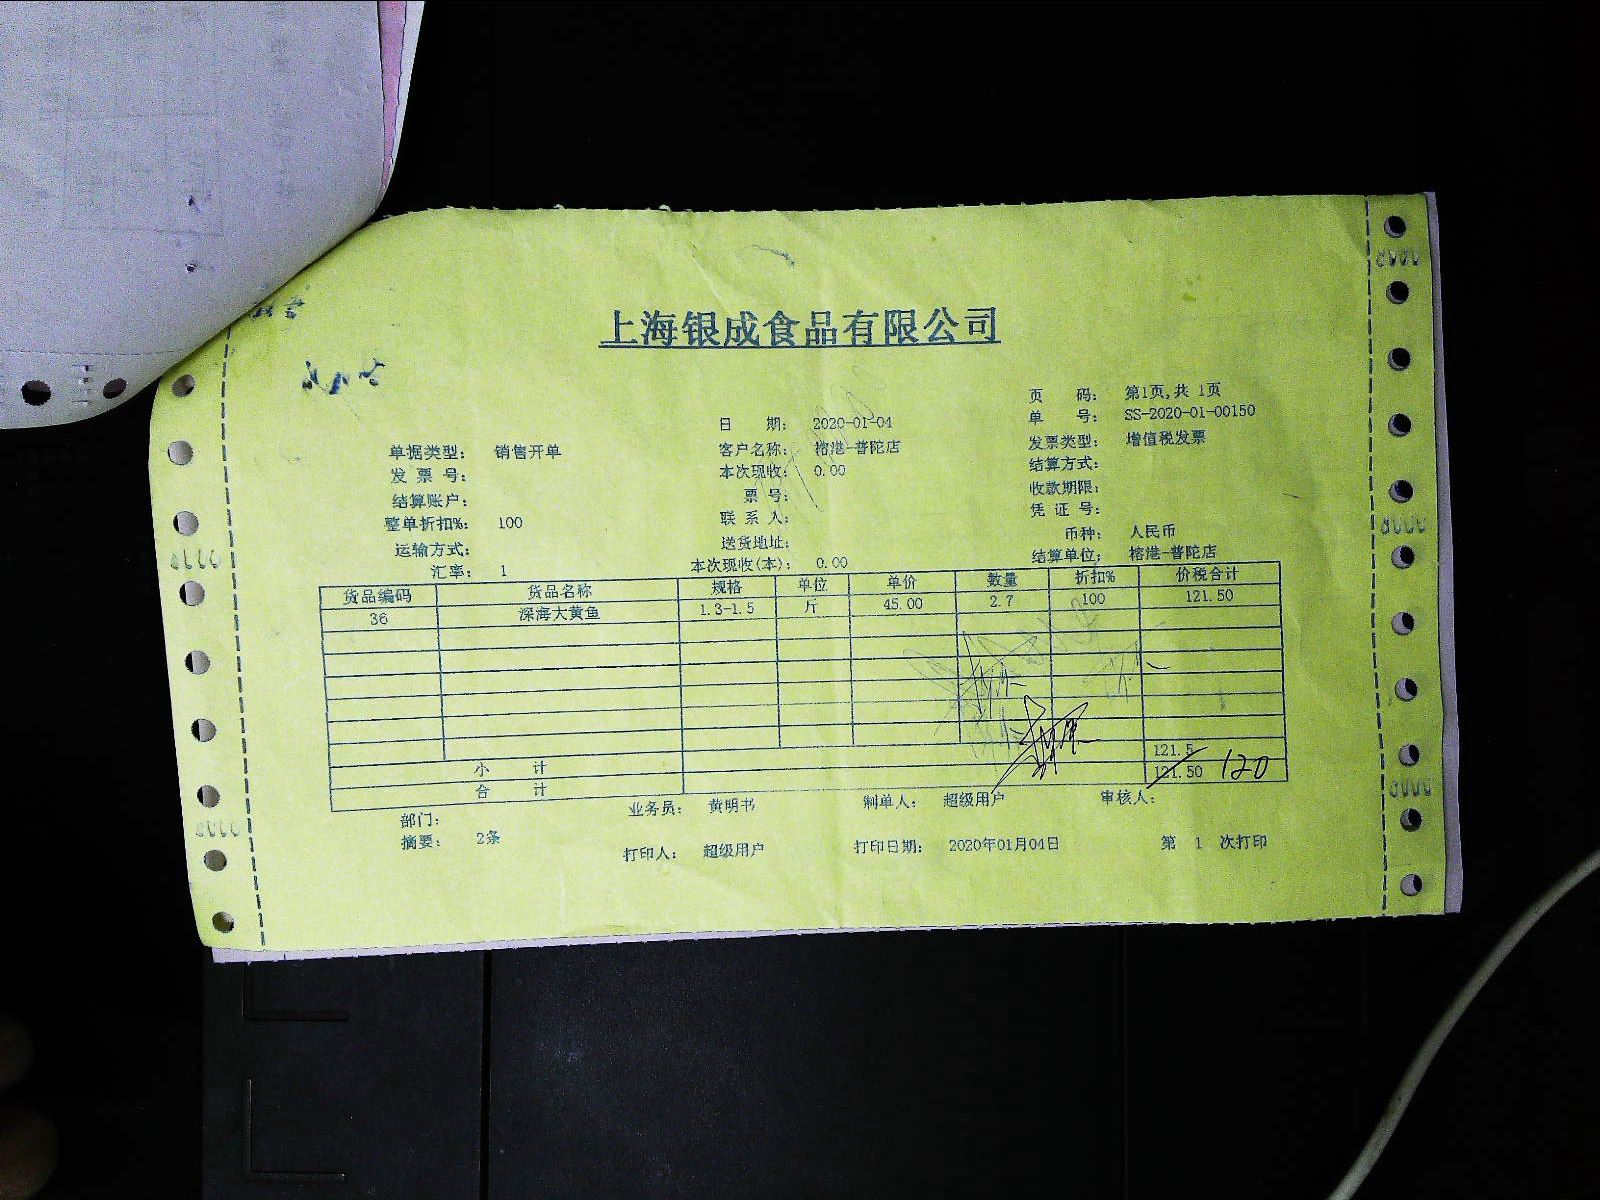 上海银成食品有限公司
页 码： 第1页,共 1页
日 期： 2020-01-04 单 号： SS-2020-01-00150
单据类型： 销售开单 客户名称： 榕港-普陀店 发票类型： 增值税发票
发 票 号： 本次现收： 0.00 结算方式：
结算账户： 票 号： 收款期限：
整单折扣%： 100 联 系 人： 凭 证 号：
运输方式： 送货地址： 币种： 人民币
汇率： 1 本次现收(本)： 0.00 结算单位： 榕港-普陀店
货品编码 货品名称 规格 单位 单价 数量 折扣% 价税合计
36 深海大黄鱼 1.3-1.5 斤 45.00 2.7 100 121.50
小 计 121.5
合 计 121.50 120
部门： 业务员： 黄明书 制单人： 超级用户 审核人：
摘要： 2条 打印人： 超级用户 打印日期： 2020年01月04日 第 1 次打印